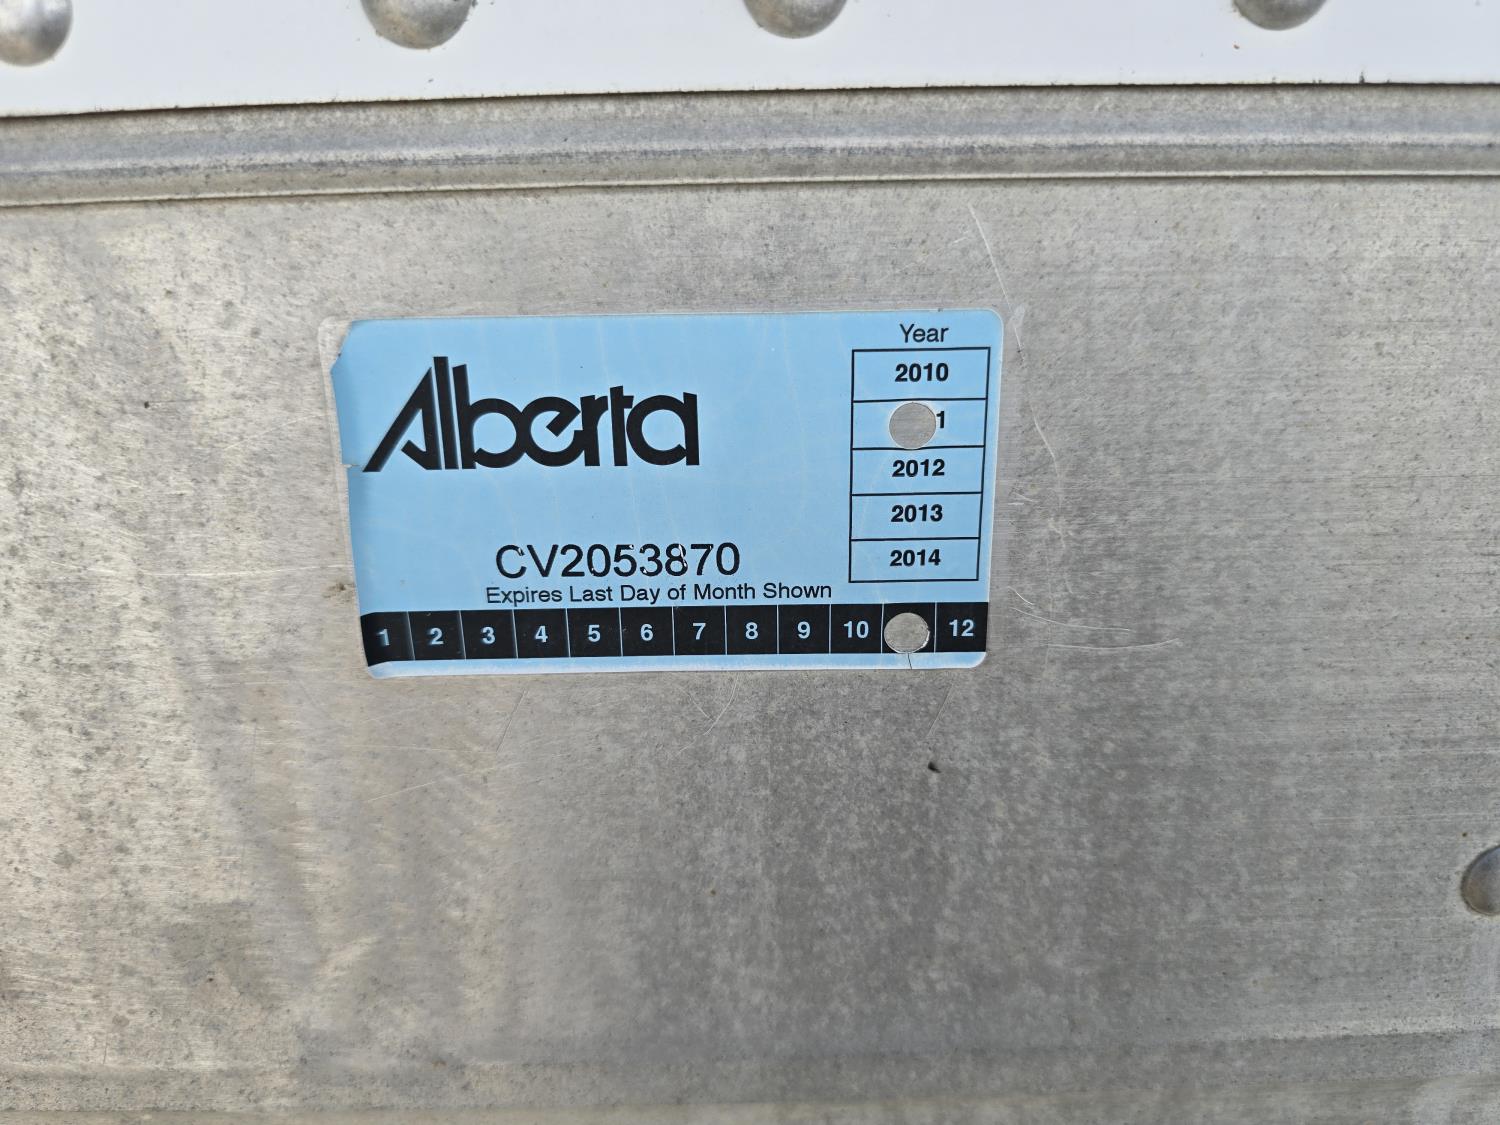 Alberta
Year
2010
1
2012
2013
2014
CV2053870
Expires Last Day of Month Shown
1 2 3 4 5 6 7 8 9 10 12